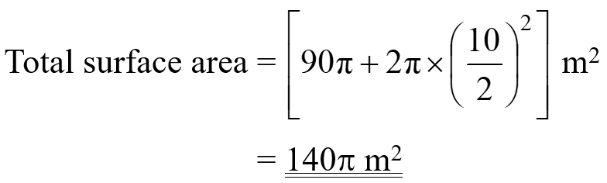 Total surface area = [90π + 2π × (10/2)²] m²
= 140π m²